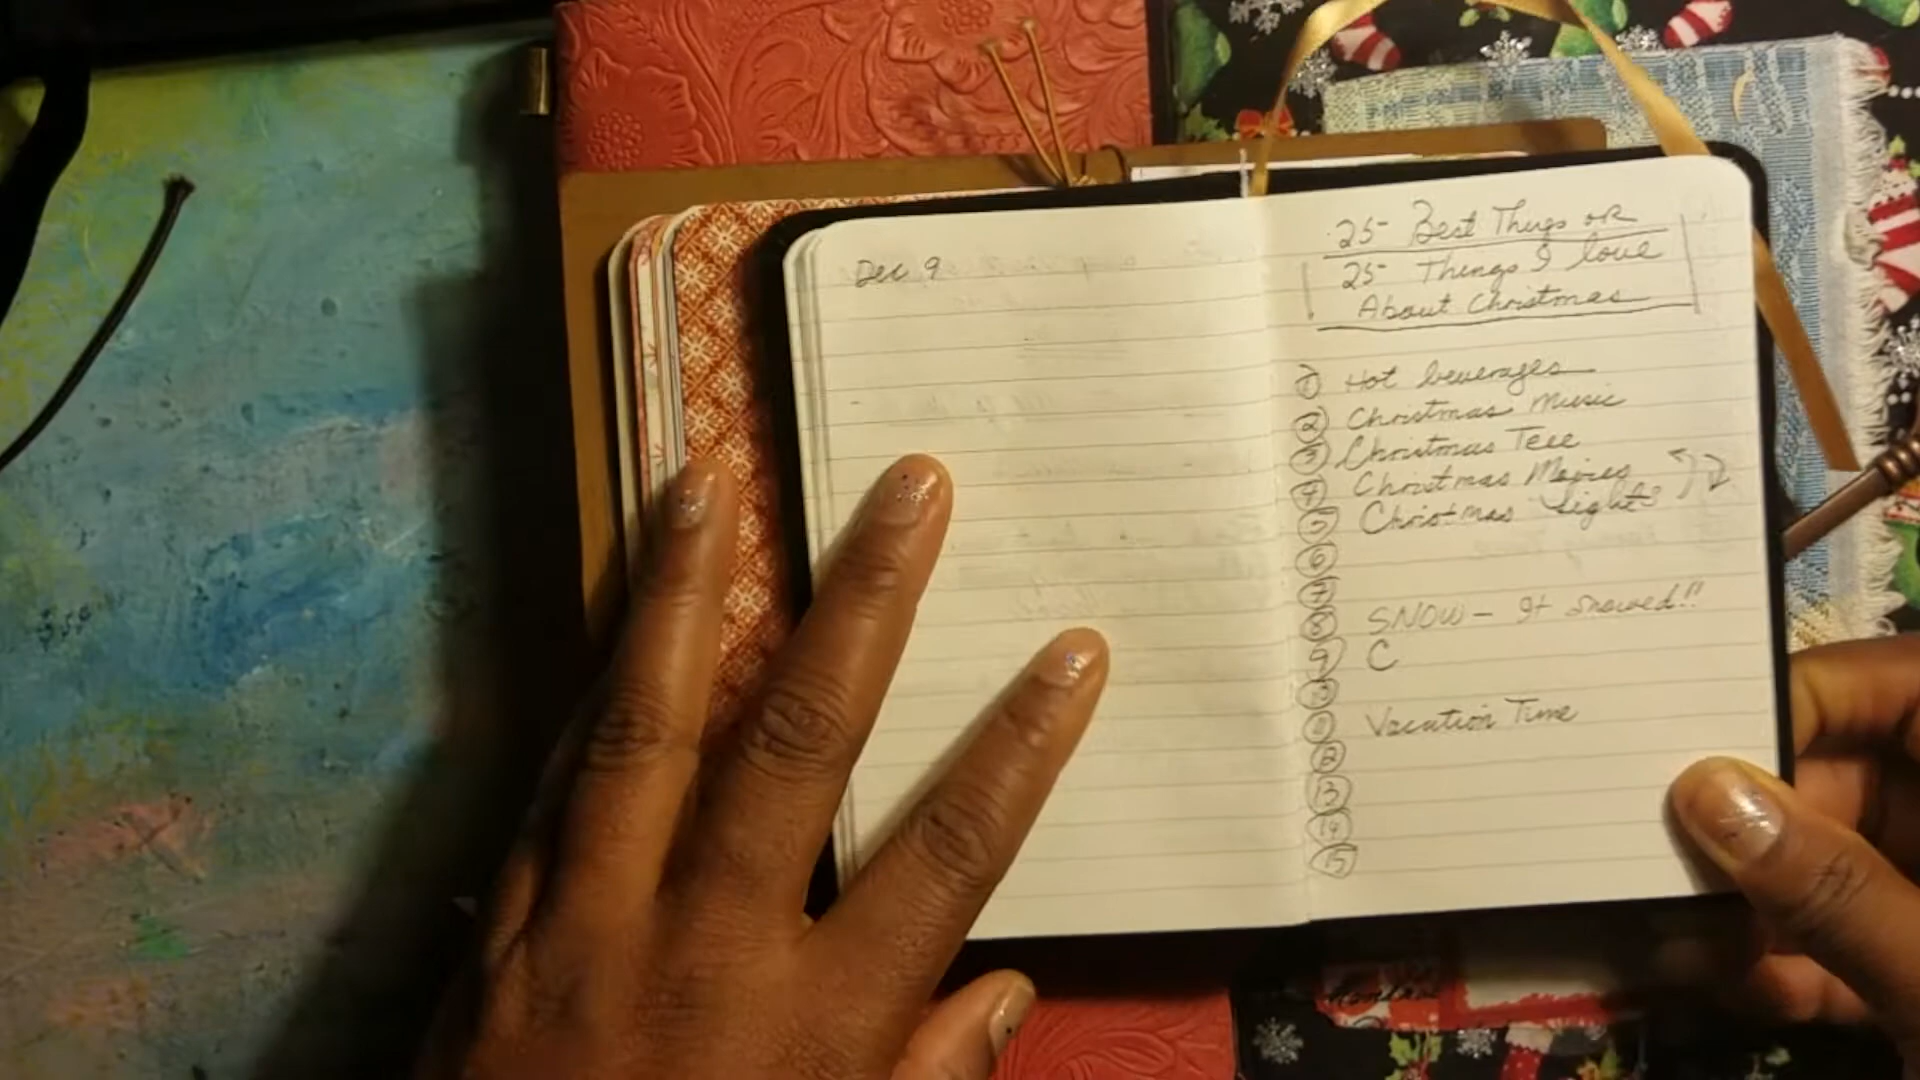 Dec 9
25- Best Things or
25 Things I love
About Christmas
1 Hot beverages
2 Christmas Music
3 Christmas Tree
4 Christmas Movies
5 Christmas Lights
6
7
8 SNOW - It snowed!!
9 C
10
11 Vacation Time
12
13
14
15